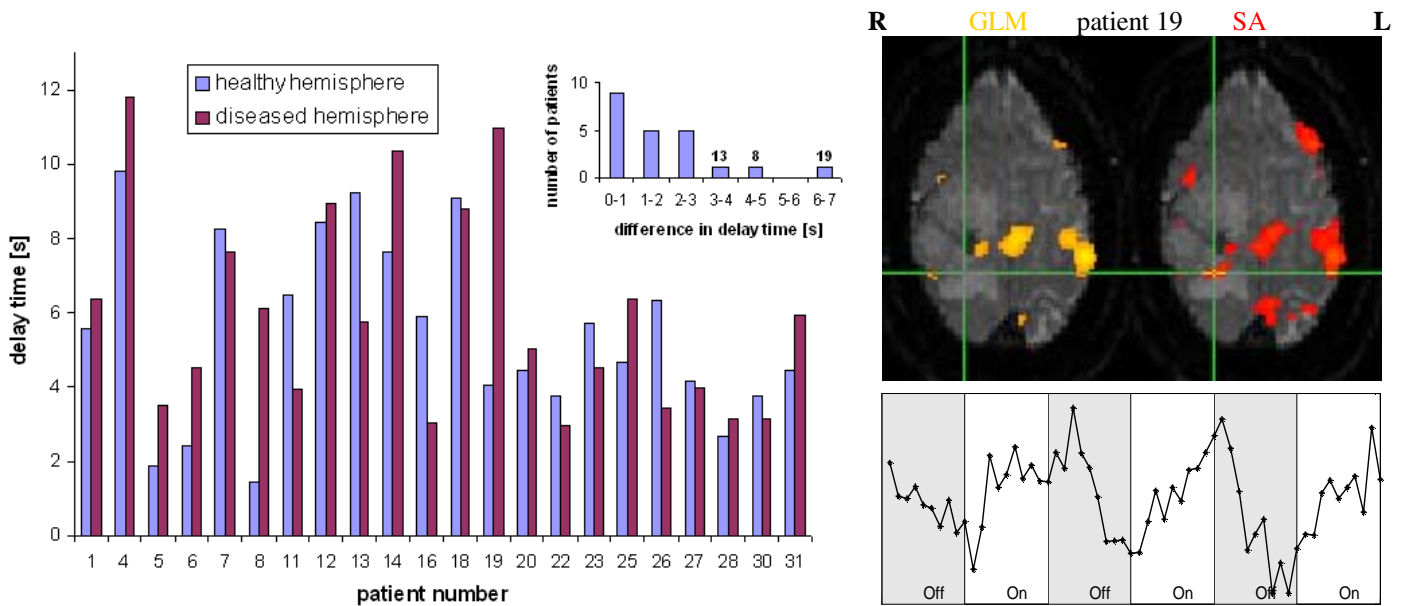 R GLM patient 19 SA L
12
10
8
6
4
2
0
delay time [s]
healthy hemisphere
diseased hemisphere
1 4 5 6 7 8 11 12 13 14 16 18 19 20 22 23 25 26 27 28 30 31
patient number
number of patients
10
5
0
13 8 19
0-1 1-2 2-3 3-4 4-5 5-6 6-7
difference in delay time [s]
Off On Off On Off On